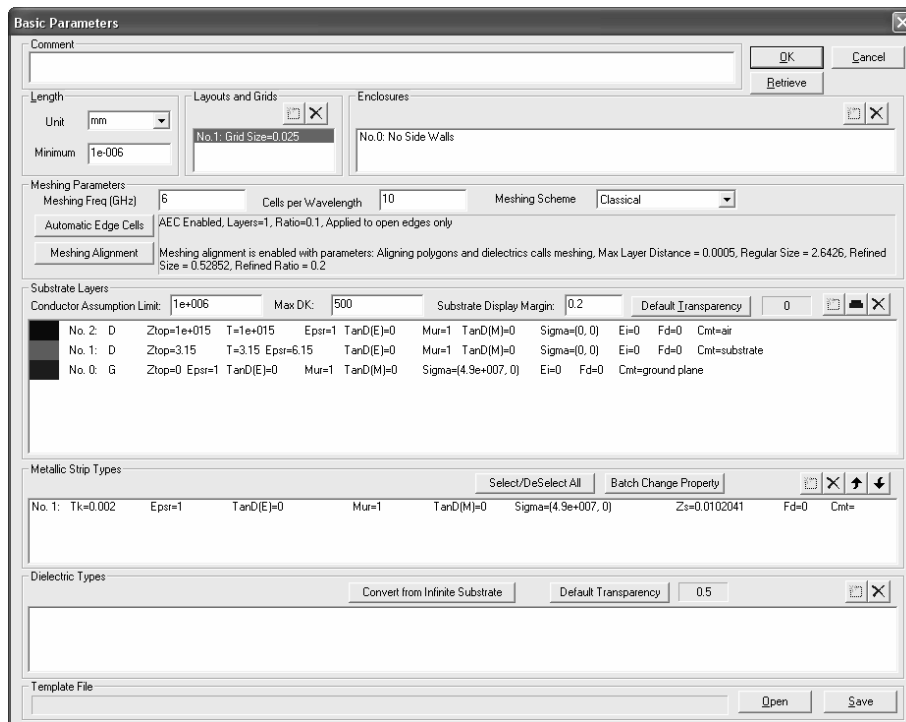 Basic Parameters
Comment
OK
Cancel
Retrieve
Length
Unit mm
Minimum 1e-006
Layouts and Grids
No.1: Grid Size=0.025
Enclosures
No.0: No Side Walls
Meshing Parameters
Meshing Freq (GHz) 6 Cells per Wavelength 10 Meshing Scheme Classical
Automatic Edge Cells AEC Enabled, Layers=1, Ratio=0.1, Applied to open edges only
Meshing Alignment Meshing alignment is enabled with parameters: Aligning polygons and dielectrics calls meshing, Max Layer Distance = 0.0005, Regular Size = 2.6426, Refined
Size = 0.52852, Refined Ratio = 0.2
Substrate Layers
Conductor Assumption Limit: 1e+006 Max DK: 500 Substrate Display Margin: 0.2 Default Transparency 0
No. 2: D Ztop=1e+015 T=1e+015 Epsr=1 TanD(E)=0 Mur=1 TanD(M)=0 Sigma=(0, 0) Ei=0 Fd=0 Cmt=air
No. 1: D Ztop=3.15 T=3.15 Epsr=6.15 TanD(E)=0 Mur=1 TanD(M)=0 Sigma=(0, 0) Ei=0 Fd=0 Cmt=substrate
No. 0: G Ztop=0 Epsr=1 TanD(E)=0 Mur=1 TanD(M)=0 Sigma=(4.9e+007, 0) Ei=0 Fd=0 Cmt=ground plane
Metallic Strip Types
Select/DeSelect All Batch Change Property
No. 1: Tk=0.002 Epsr=1 TanD(E)=0 Mur=1 TanD(M)=0 Sigma=(4.9e+007, 0) Zs=0.0102041 Fd=0 Cmt=
Dielectric Types
Convert from Infinite Substrate Default Transparency 0.5
Template File
Open Save